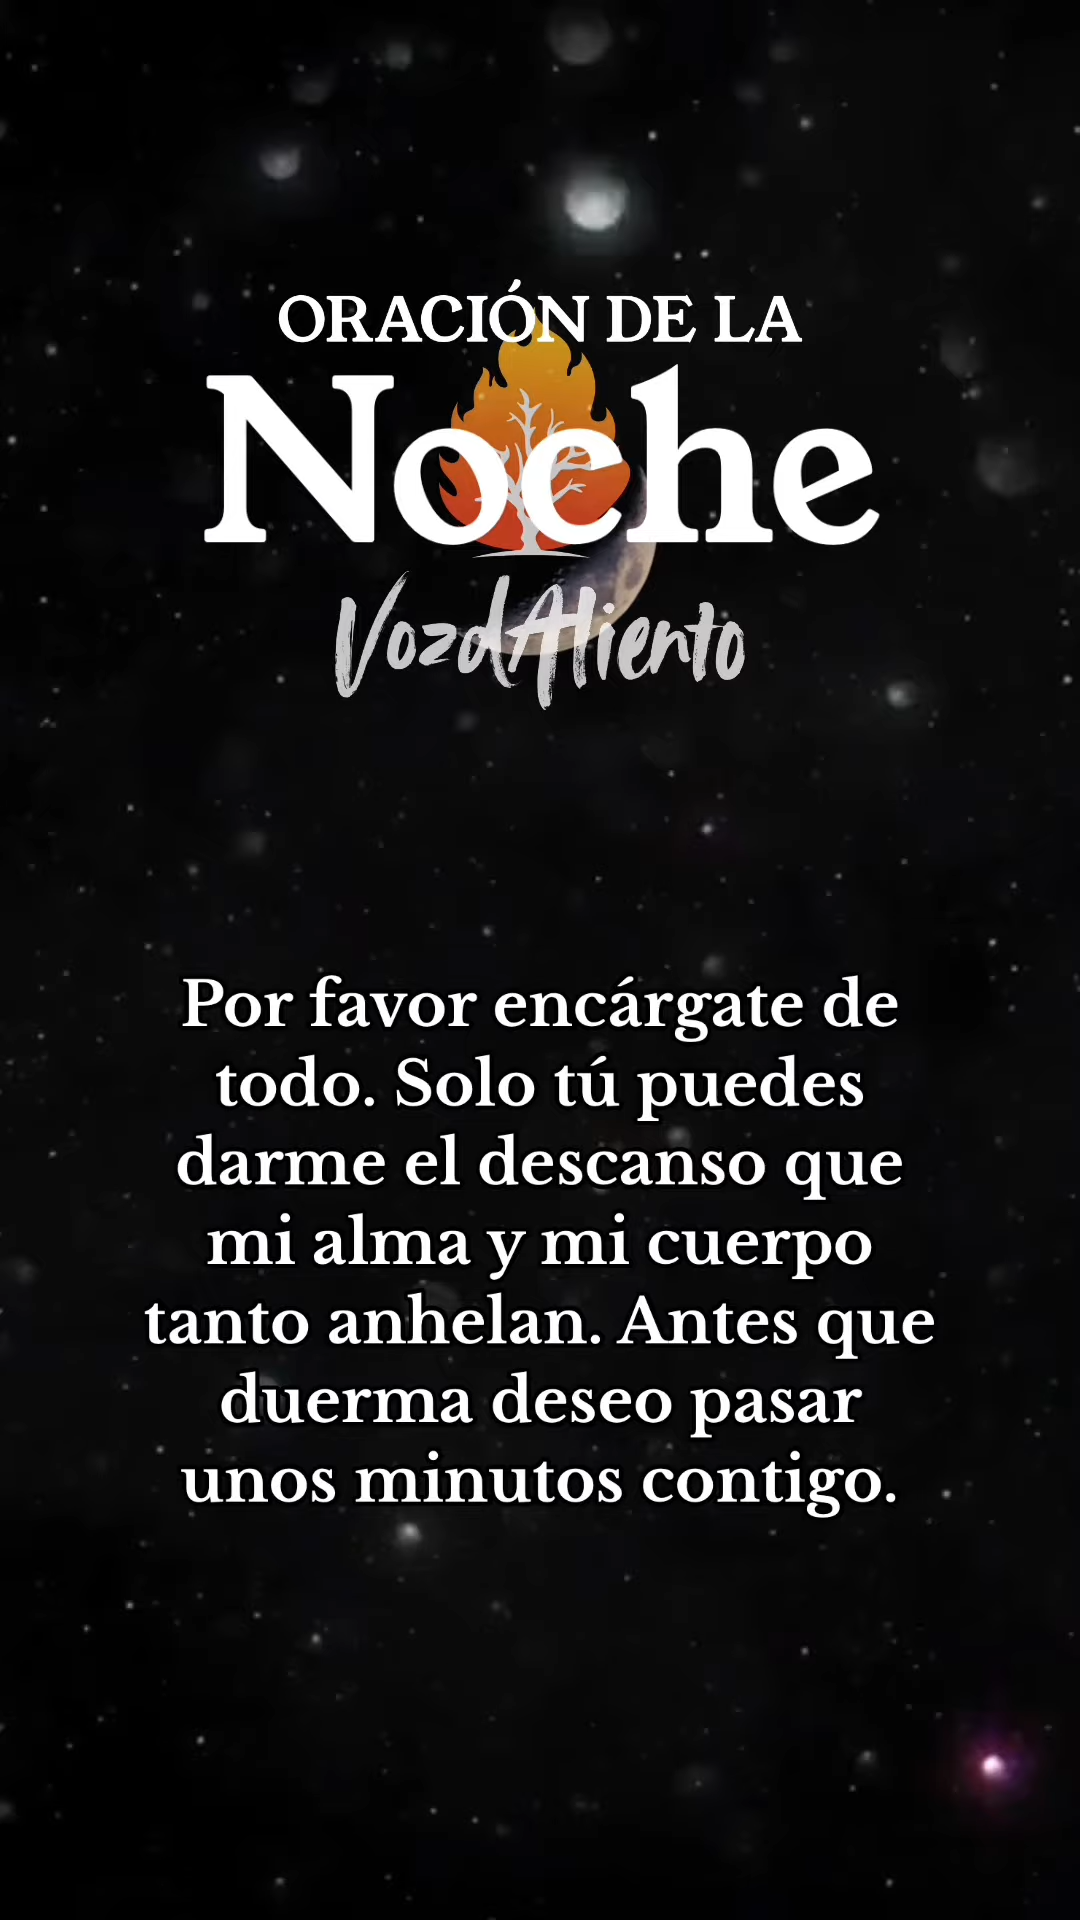 ORACIÓN DE LA
Noche
VozdAliento
Por favor encárgate de
todo. Solo tú puedes
darme el descanso que
mi alma y mi cuerpo
tanto anhelan. Antes que
duerma deseo pasar
unos minutos contigo.